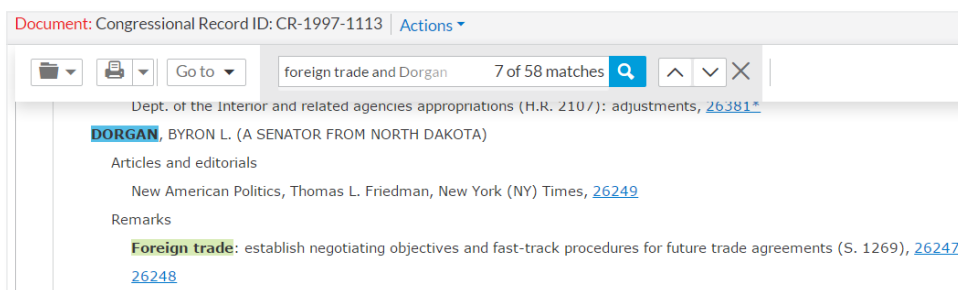 Document: Congressional Record ID: CR-1997-1113 Actions
Go to foreign trade and Dorgan 7 of 58 matches
Dept. of the Interior and related agencies appropriations (H.R. 2107): adjustments, 26381*
DORGAN, BYRON L. (A SENATOR FROM NORTH DAKOTA)
Articles and editorials
New American Politics, Thomas L. Friedman, New York (NY) Times, 26249
Remarks
Foreign trade: establish negotiating objectives and fast-track procedures for future trade agreements (S. 1269), 26247
26248